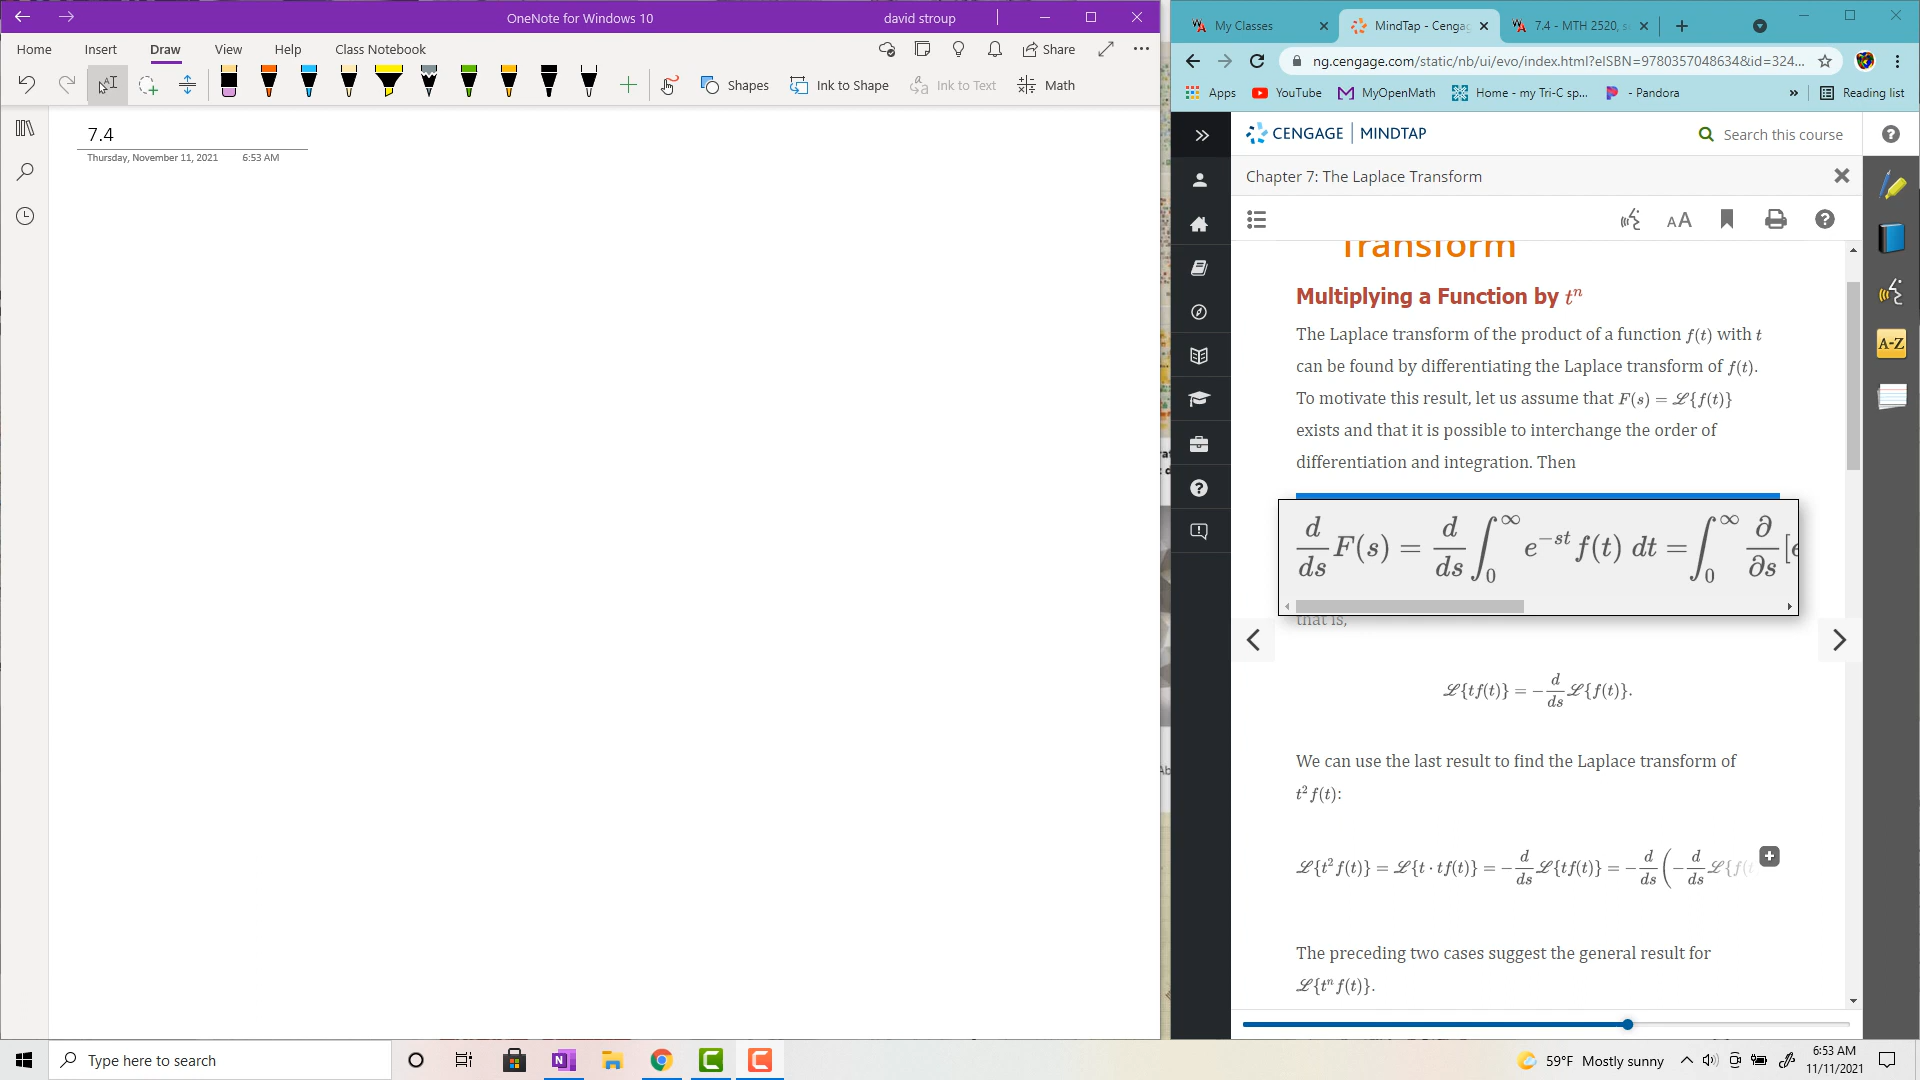 OneNote for Windows 10
david stroup
Home Insert Draw View Help Class Notebook
Share
Shapes
Ink to Shape
Ink to Text
Math
7.4
Thursday, November 11, 2021 6:53 AM
My Classes
MindTap - Cengag
7.4 - MTH 2520, s
ng.cengage.com/static/nb/ui/evo/index.html?eISBN=9780357048634&id=324...
Apps YouTube MyOpenMath Home - my Tri-C sp... - Pandora » Reading list
CENGAGE | MINDTAP
Search this course
Chapter 7: The Laplace Transform
AA
Transform
Multiplying a Function by tⁿ
The Laplace transform of the product of a function f(t) with t
can be found by differentiating the Laplace transform of f(t).
To motivate this result, let us assume that F(s) = ℒ{f(t)}
exists and that it is possible to interchange the order of
differentiation and integration. Then
d/ds F(s) = d/ds ∫₀^∞ e^(−st) f(t) dt = ∫₀^∞ ∂/∂s [e
that is,
ℒ{tf(t)} = −d/ds ℒ{f(t)}.
We can use the last result to find the Laplace transform of
t² f(t):
ℒ{t² f(t)} = ℒ{t · tf(t)} = −d/ds ℒ{tf(t)} = −d/ds (−d/ds ℒ{f(t
The preceding two cases suggest the general result for
ℒ{tⁿ f(t)}.
A-Z
Type here to search
59°F Mostly sunny
6:53 AM
11/11/2021